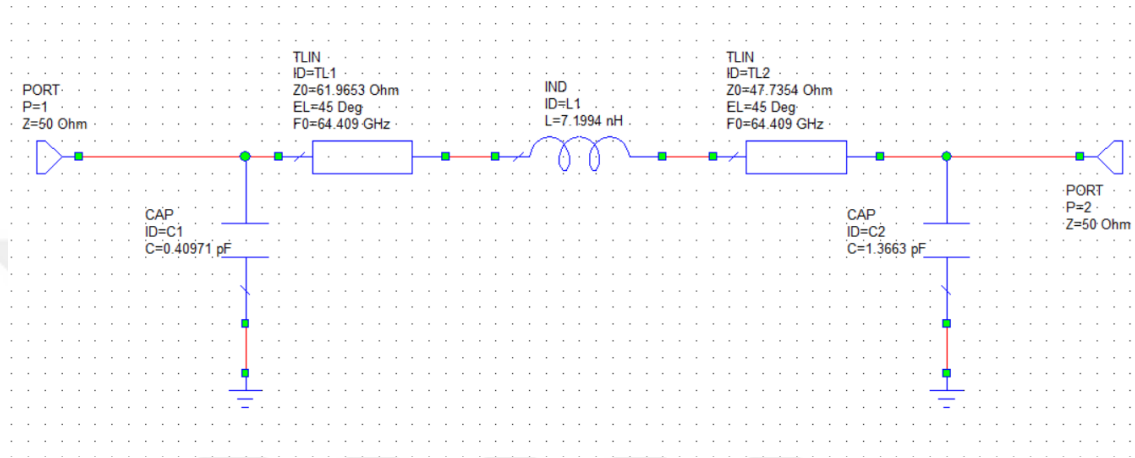 PORT
P=1
Z=50 Ohm
TLIN
ID=TL1
Z0=61.9653 Ohm
EL=45 Deg
F0=64.409 GHz
IND
ID=L1
L=7.1994 nH
TLIN
ID=TL2
Z0=47.7354 Ohm
EL=45 Deg
F0=64.409 GHz
CAP
ID=C1
C=0.40971 pF
CAP
ID=C2
C=1.3663 pF
PORT
P=2
Z=50 Ohm